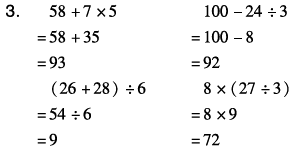 3. 58 + 7 × 5 100 − 24 ÷ 3
= 58 + 35 = 100 − 8
= 93 = 92
(26 + 28) ÷ 6 8 × (27 ÷ 3)
= 54 ÷ 6 = 8 × 9
= 9 = 72